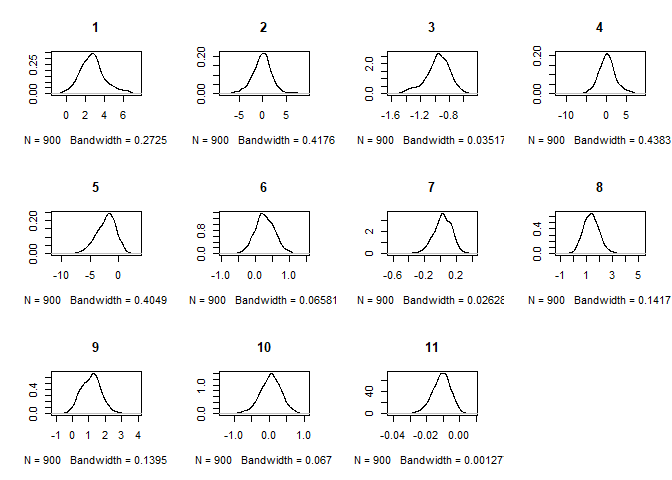 1 2 3 4
0.00 0.25
0 2 4 6
0.00 0.20
-5 0 5
0.0 2.0
-1.6 -1.2 -0.8
0.00 0.20
-10 0 5
N = 900 Bandwidth = 0.2725 N = 900 Bandwidth = 0.4176 N = 900 Bandwidth = 0.03517 N = 900 Bandwidth = 0.4383
5 6 7 8
0.00 0.20
-10 -5 0
0.0 0.8
-1.0 0.0 1.0
0 2
-0.6 -0.2 0.2
0.0 0.4
-1 1 3 5
N = 900 Bandwidth = 0.4049 N = 900 Bandwidth = 0.06581 N = 900 Bandwidth = 0.02628 N = 900 Bandwidth = 0.1417
9 10 11
0.0 0.4
-1 0 1 2 3 4
0.0 1.0
-1.0 0.0 1.0
0 40
-0.04 -0.02 0.00
N = 900 Bandwidth = 0.1395 N = 900 Bandwidth = 0.067 N = 900 Bandwidth = 0.00127